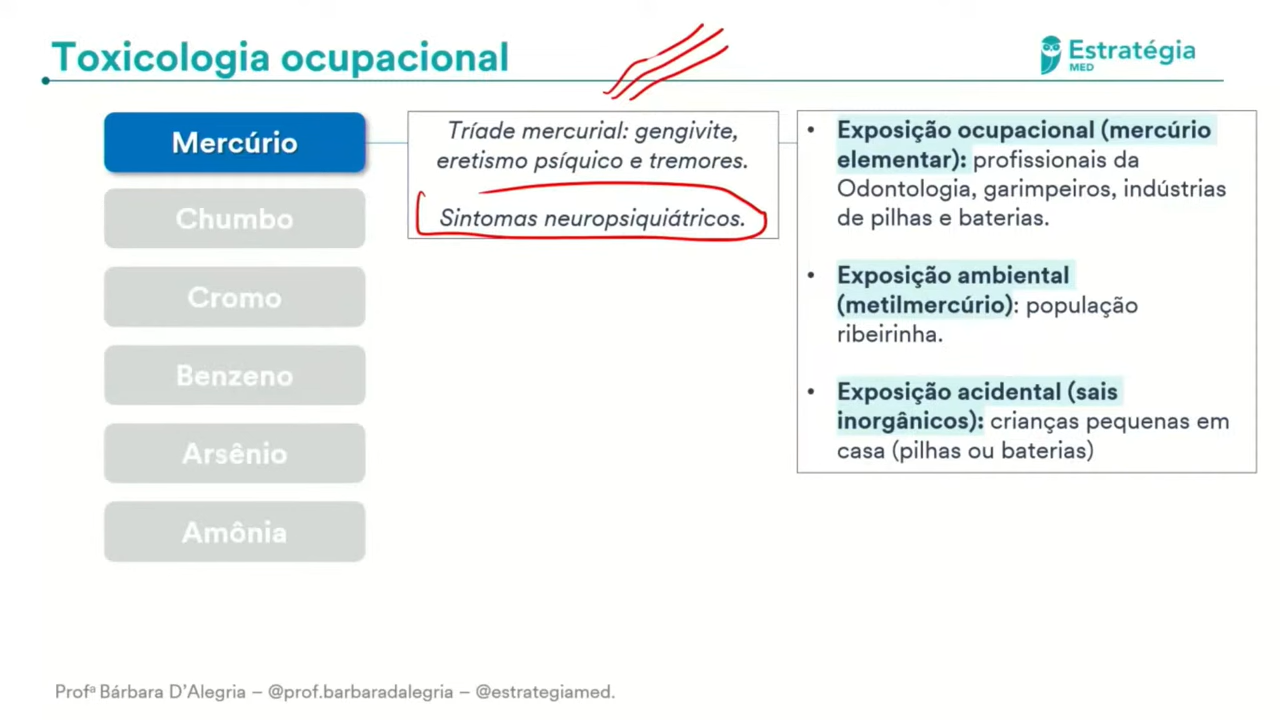 Toxicologia ocupacional
Estratégia
MED
Mercúrio
Chumbo
Cromo
Benzeno
Arsênio
Amônia
Tríade mercurial: gengivite,
eretismo psíquico e tremores.
Sintomas neuropsiquiátricos.
• Exposição ocupacional (mercúrio
elementar): profissionais da
Odontologia, garimpeiros, indústrias
de pilhas e baterias.
• Exposição ambiental
(metilmercúrio): população
ribeirinha.
• Exposição acidental (sais
inorgânicos): crianças pequenas em
casa (pilhas ou baterias)
Profª Bárbara D’Alegria – @prof.barbaradalegria – @estrategiamed.